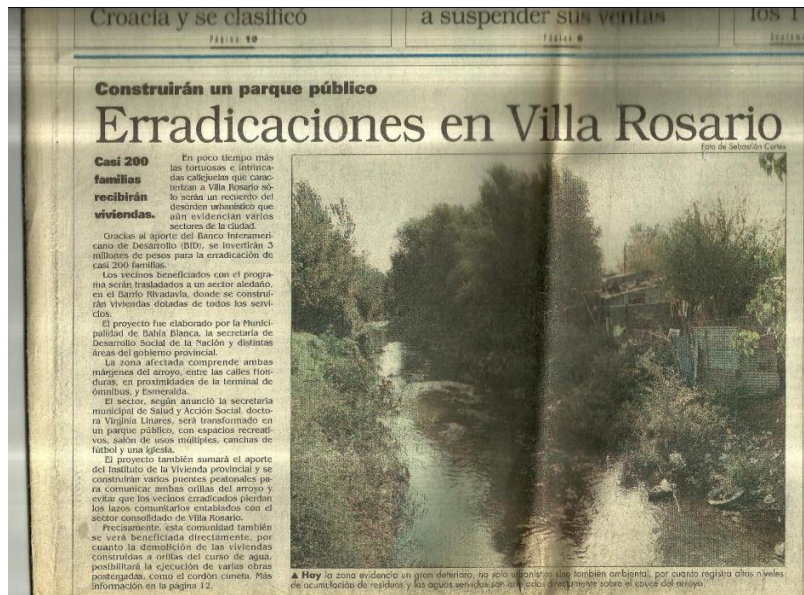 Croacia y se clasificó
Página 19
a suspender sus ventas
Página 6
los
Construirán un parque público
Erradicaciones en Villa Rosario
Foto de Sebastián Cortés
Casi 200
familias
recibirán
viviendas.
En poco tiempo más
las tortuosas e intrinca-
das callejuelas que carac-
terizan a Villa Rosario só-
lo serán un recuerdo del
desórden urbanístico que
aún evidencian varios
sectores de la ciudad.
Gracias al aporte del Banco Interameri-
cano de Desarrollo (BID), se invertirán 3
millones de pesos para la erradicación de
casi 200 familias.
Los vecinos beneficiados con el progra-
ma serán trasladados a un sector aledaño,
en el Barrio Rivadavia, donde se construi-
rán viviendas dotadas de todos los servi-
cios.
El proyecto fue elaborado por la Munici-
palidad de Bahía Blanca, la secretaría de
Desarrollo Social de la Nación y distintas
áreas del gobierno provincial.
La zona afectada comprende ambas
márgenes del arroyo, entre las calles Hon-
duras, en proximidades de la terminal de
ómnibus, y Esmeralda.
El sector, según anunció la secretaria
municipal de Salud y Acción Social, docto-
ra Virginia Linares, será transformado en
un parque público, con espacios recreati-
vos, salón de usos múltiples, canchas de
fútbol y una iglesia.
El proyecto también sumará el aporte
del Instituto de la Vivienda provincial y se
construirán varios puentes peatonales pa-
ra comunicar ambas orillas del arroyo y
evitar que los vecinos erradicados pierdan
los lazos comunitarios entablados con el
sector consolidado de Villa Rosario.
Precisamente, esta comunidad también
se verá beneficiada directamente, por
cuanto la demolición de las viviendas
construidas a orillas del curso de agua,
posibilitará la ejecución de varias obras
postergadas, como el cordón cuneta. Más
información en la página 12.
▲ Hoy la zona evidencia un gran deterioro, no sólo urbanístico sino también ambiental, por cuanto registra altos niveles
de acumulación de residuos y las aguas servidas son arrojadas directamente sobre el cauce del arroyo.